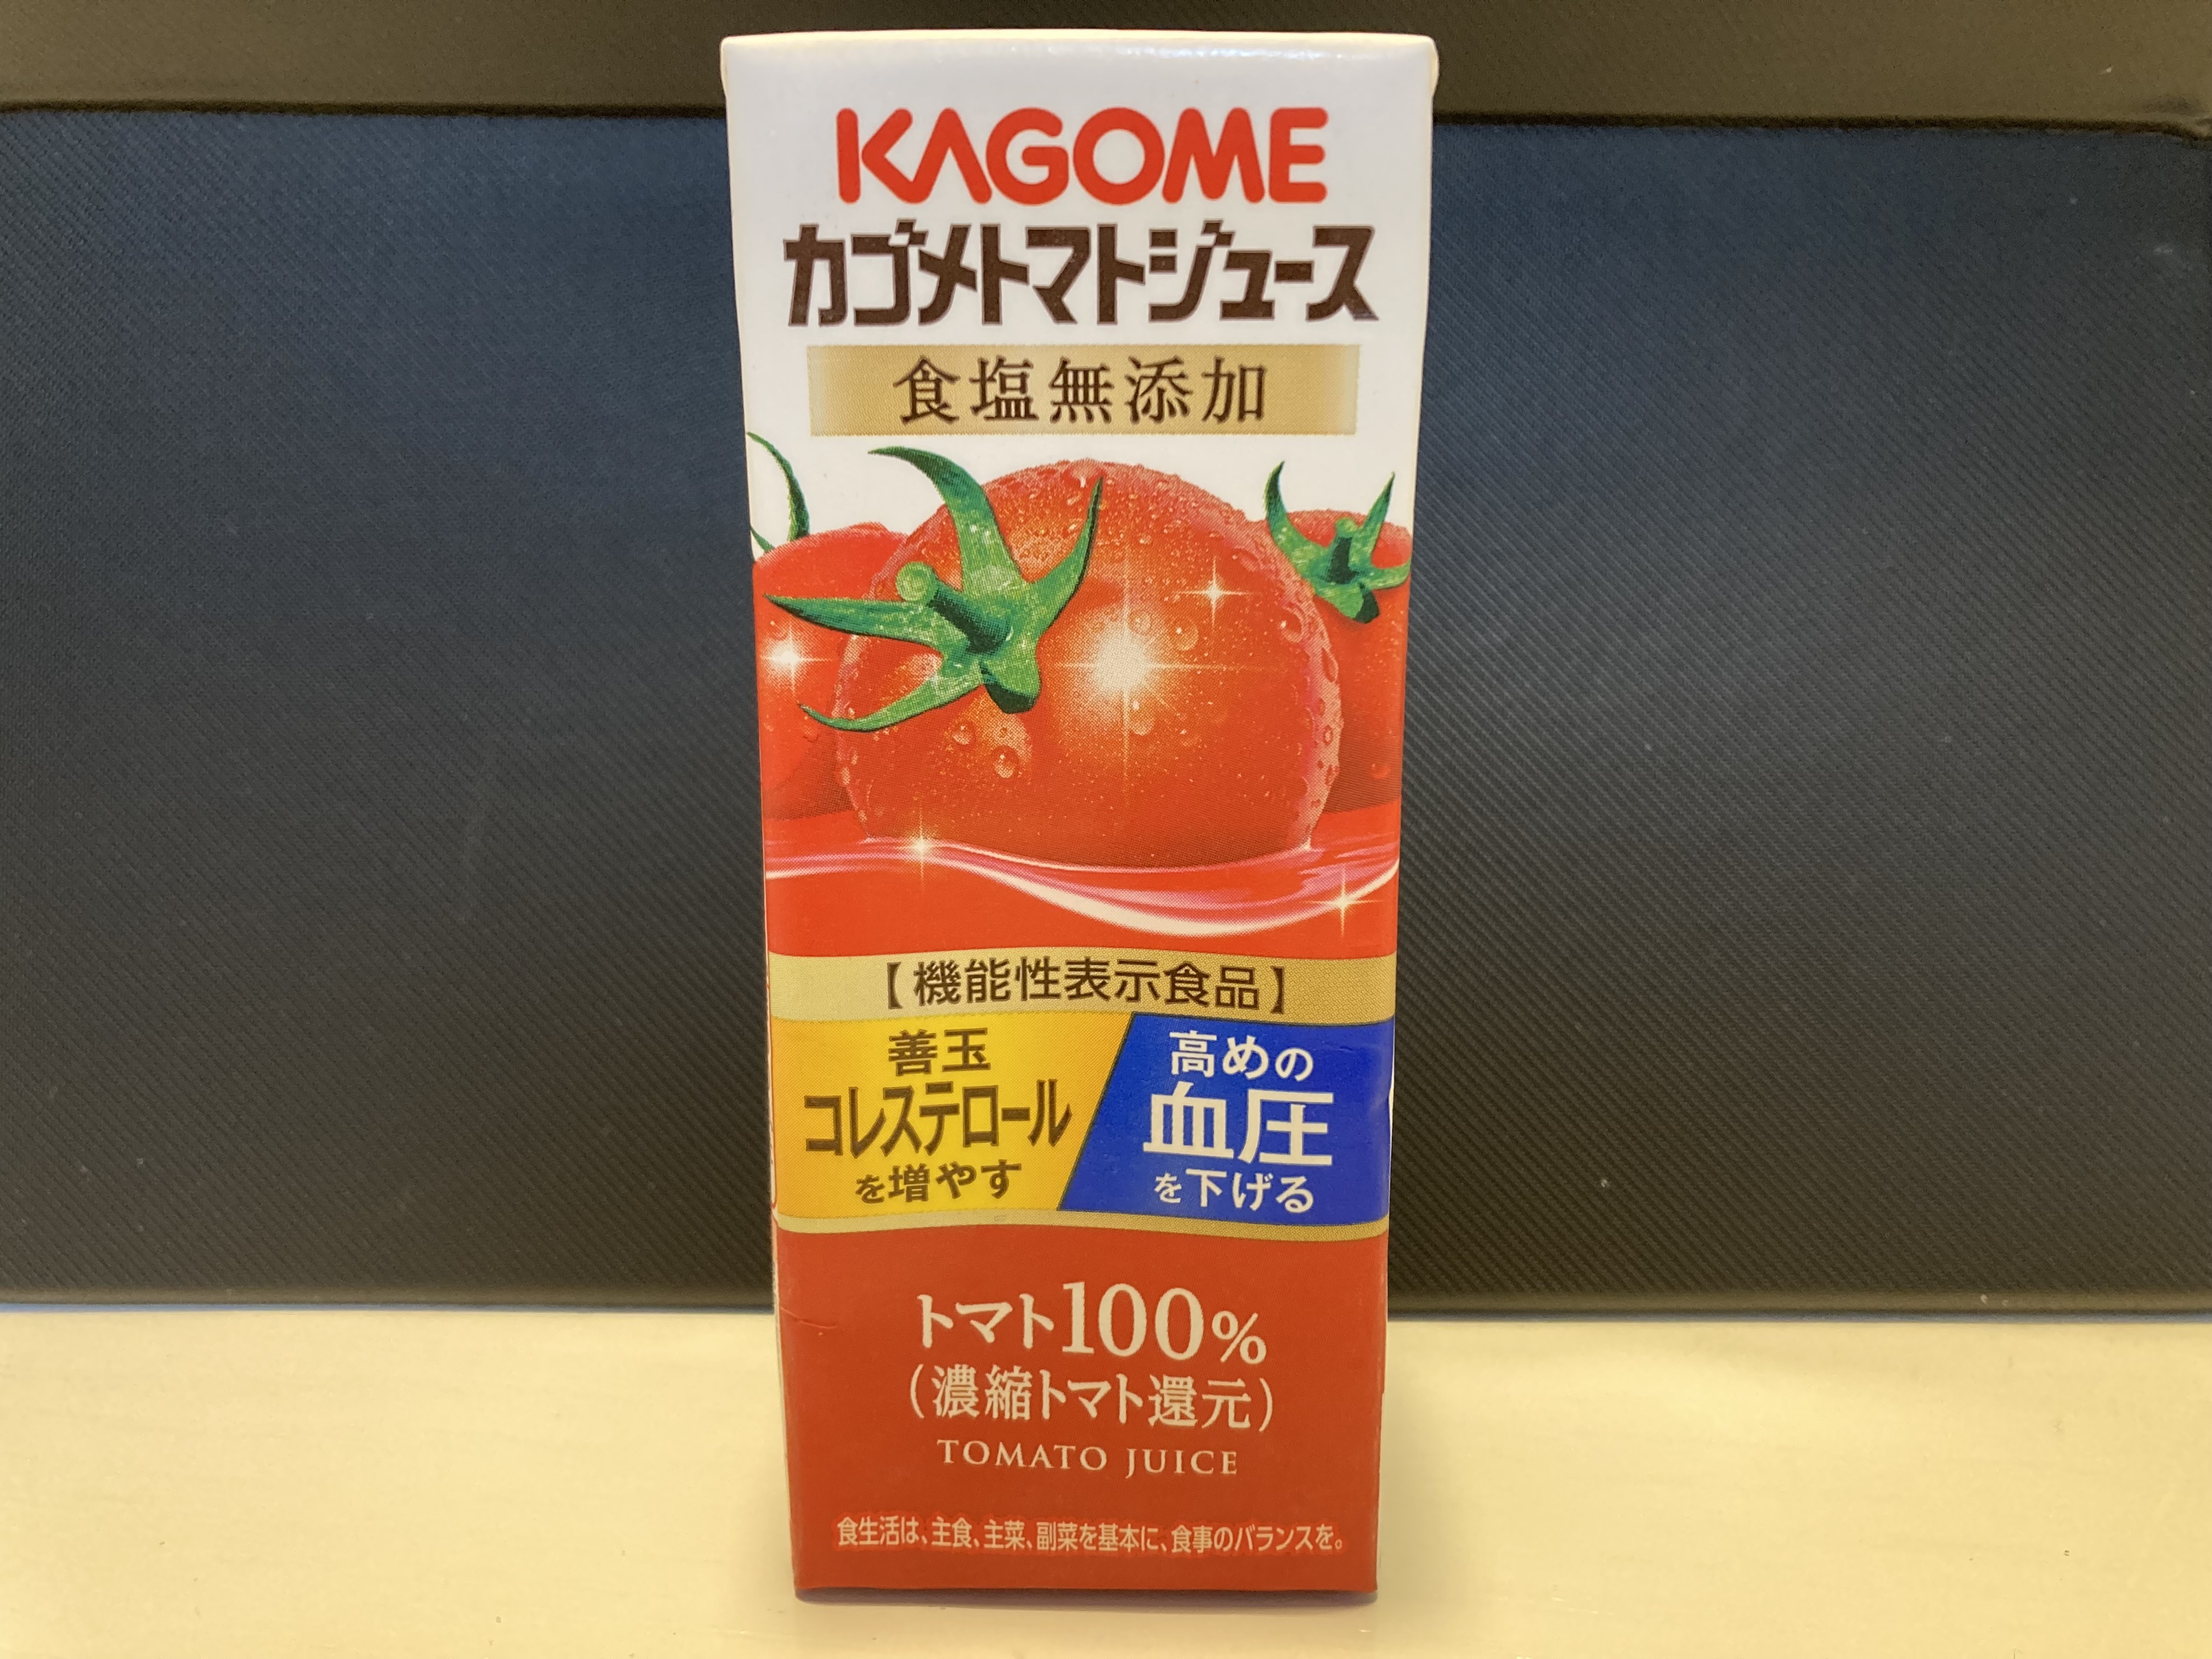 KAGOME
カゴメトマトジュース
食塩無添加
【機能性表示食品】
善玉
コレステロール
を増やす
高めの
血圧
を下げる
トマト100%
(濃縮トマト還元)
TOMATO JUICE
食生活は、主食、主菜、副菜を基本に、食事のバランスを。